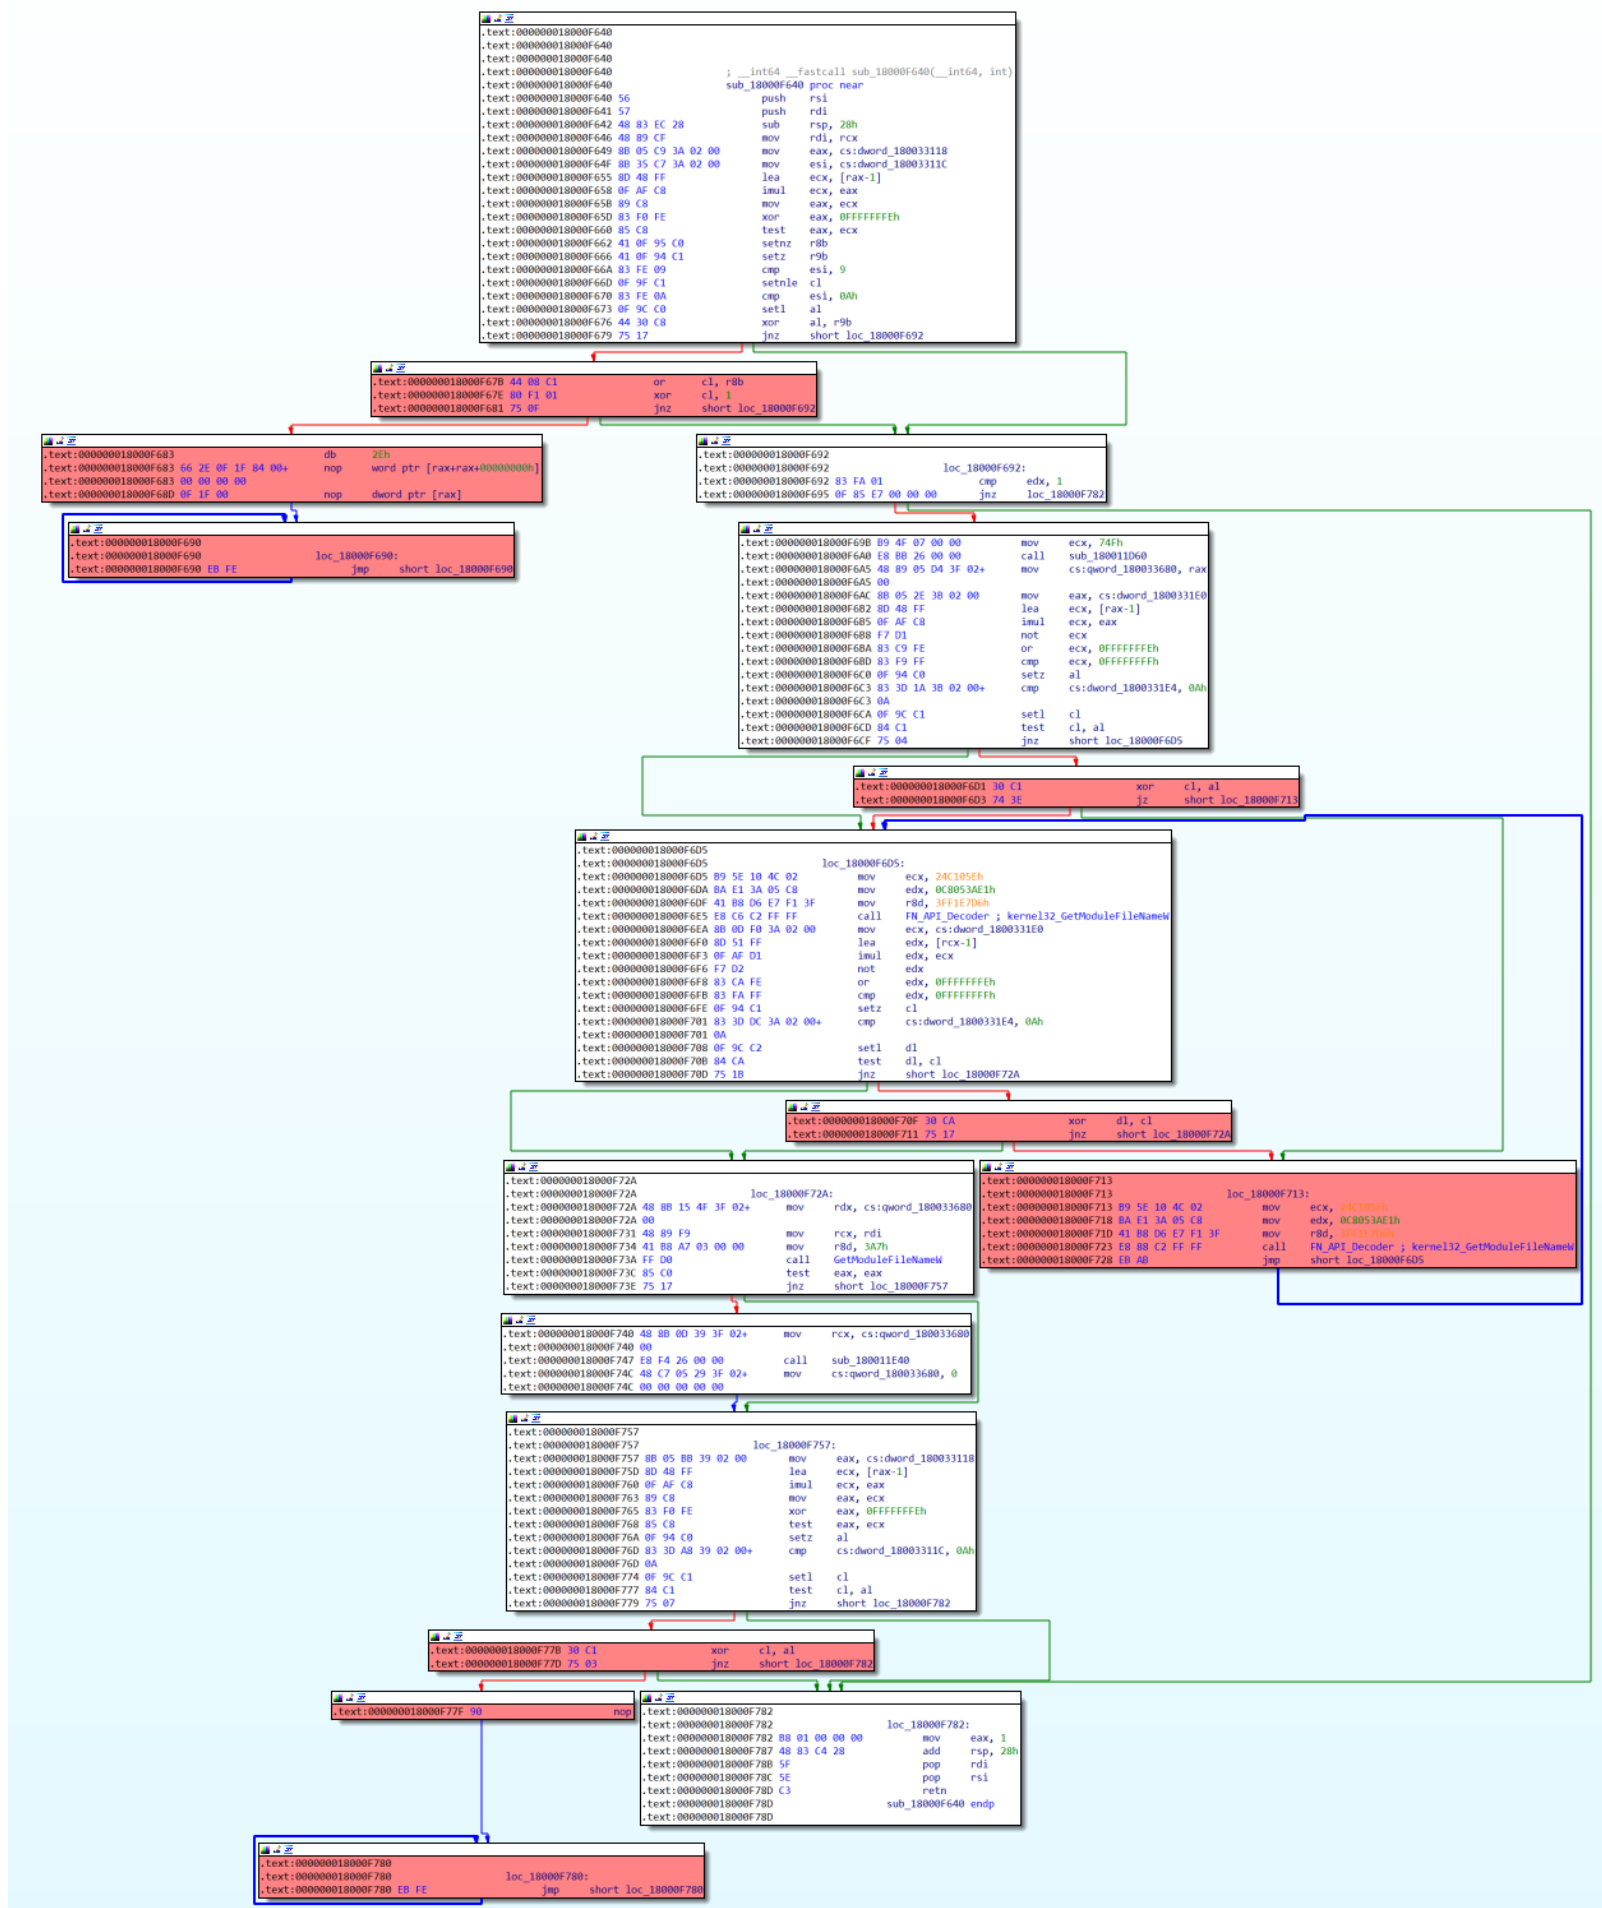 .text:000000018000F640
.text:000000018000F640
.text:000000018000F640
.text:000000018000F640 ; __int64 __fastcall sub_18000F640(__int64, int)
.text:000000018000F640 sub_18000F640 proc near
.text:000000018000F640 56 push rsi
.text:000000018000F641 57 push rdi
.text:000000018000F642 48 83 EC 28 sub rsp, 28h
.text:000000018000F646 48 89 CF mov rdi, rcx
.text:000000018000F649 8B 05 C9 3A 02 00 mov eax, cs:dword_180033118
.text:000000018000F64F 8B 35 C7 3A 02 00 mov esi, cs:dword_18003311C
.text:000000018000F655 8D 48 FF lea ecx, [rax-1]
.text:000000018000F658 0F AF C8 imul ecx, eax
.text:000000018000F65B 89 C8 mov eax, ecx
.text:000000018000F65D 83 F0 FE xor eax, 0FFFFFFFEh
.text:000000018000F660 85 C8 test eax, ecx
.text:000000018000F662 41 0F 95 C0 setnz r8b
.text:000000018000F666 41 0F 94 C1 setz r9b
.text:000000018000F66A 83 FE 09 cmp esi, 9
.text:000000018000F66D 0F 9F C1 setnle cl
.text:000000018000F670 83 FE 0A cmp esi, 0Ah
.text:000000018000F673 0F 9C C0 setl al
.text:000000018000F676 44 30 C8 xor al, r9b
.text:000000018000F679 75 17 jnz short loc_18000F692
.text:000000018000F67B 44 08 C1 or cl, r8b
.text:000000018000F67E 80 F1 01 xor cl, 1
.text:000000018000F681 75 0F jnz short loc_18000F692
.text:000000018000F683 db 2Eh
.text:000000018000F683 66 2E 0F 1F 84 00+ nop word ptr [rax+rax+00000000h]
.text:000000018000F683 00 00 00 00
.text:000000018000F68D 0F 1F 00 nop dword ptr [rax]
.text:000000018000F692
.text:000000018000F692 loc_18000F692:
.text:000000018000F692 83 FA 01 cmp edx, 1
.text:000000018000F695 0F 85 E7 00 00 00 jnz loc_18000F782
.text:000000018000F690
.text:000000018000F690 loc_18000F690:
.text:000000018000F690 EB FE jmp short loc_18000F690
.text:000000018000F69B B9 4F 07 00 00 mov ecx, 74Fh
.text:000000018000F6A0 E8 BB 26 00 00 call sub_180011D60
.text:000000018000F6A5 48 89 05 D4 3F 02+ mov cs:qword_180033680, rax
.text:000000018000F6A5 00
.text:000000018000F6AC 8B 05 2E 3B 02 00 mov eax, cs:dword_1800331E0
.text:000000018000F6B2 8D 48 FF lea ecx, [rax-1]
.text:000000018000F6B5 0F AF C8 imul ecx, eax
.text:000000018000F6B8 F7 D1 not ecx
.text:000000018000F6BA 83 C9 FE or ecx, 0FFFFFFFEh
.text:000000018000F6BD 83 F9 FF cmp ecx, 0FFFFFFFFh
.text:000000018000F6C0 0F 94 C0 setz al
.text:000000018000F6C3 83 3D 1A 3B 02 00+ cmp cs:dword_1800331E4, 0Ah
.text:000000018000F6C3 0A
.text:000000018000F6CA 0F 9C C1 setl cl
.text:000000018000F6CD 84 C1 test cl, al
.text:000000018000F6CF 75 04 jnz short loc_18000F6D5
.text:000000018000F6D1 30 C1 xor cl, al
.text:000000018000F6D3 74 3E jz short loc_18000F713
.text:000000018000F6D5
.text:000000018000F6D5 loc_18000F6D5:
.text:000000018000F6D5 B9 5E 10 4C 02 mov ecx, 24C105Eh
.text:000000018000F6DA BA E1 3A 05 C8 mov edx, 0C8053AE1h
.text:000000018000F6DF 41 B8 D6 E7 F1 3F mov r8d, 3FF1E7D6h
.text:000000018000F6E5 E8 C6 C2 FF FF call FN_API_Decoder ; kernel32_GetModuleFileNameW
.text:000000018000F6EA 8B 0D F0 3A 02 00 mov ecx, cs:dword_1800331E0
.text:000000018000F6F0 8D 51 FF lea edx, [rcx-1]
.text:000000018000F6F3 0F AF D1 imul edx, ecx
.text:000000018000F6F6 F7 D2 not edx
.text:000000018000F6F8 83 CA FE or edx, 0FFFFFFFEh
.text:000000018000F6FB 83 FA FF cmp edx, 0FFFFFFFFh
.text:000000018000F6FE 0F 94 C1 setz cl
.text:000000018000F701 83 3D DC 3A 02 00+ cmp cs:dword_1800331E4, 0Ah
.text:000000018000F701 0A
.text:000000018000F708 0F 9C C2 setl dl
.text:000000018000F70B 84 CA test dl, cl
.text:000000018000F70D 75 1B jnz short loc_18000F72A
.text:000000018000F70F 30 CA xor dl, cl
.text:000000018000F711 75 17 jnz short loc_18000F72A
.text:000000018000F72A
.text:000000018000F72A loc_18000F72A:
.text:000000018000F72A 48 8B 15 4F 3F 02+ mov rdx, cs:qword_180033680
.text:000000018000F72A 00
.text:000000018000F731 48 89 F9 mov rcx, rdi
.text:000000018000F734 41 B8 A7 03 00 00 mov r8d, 3A7h
.text:000000018000F73A FF D0 call GetModuleFileNameW
.text:000000018000F73C 85 C0 test eax, eax
.text:000000018000F73E 75 17 jnz short loc_18000F757
.text:000000018000F713
.text:000000018000F713 loc_18000F713:
.text:000000018000F713 B9 5E 10 4C 02 mov ecx, 24C105Eh
.text:000000018000F718 BA E1 3A 05 C8 mov edx, 0C8053AE1h
.text:000000018000F71D 41 B8 D6 E7 F1 3F mov r8d, 3FF1E7D6h
.text:000000018000F723 E8 88 C2 FF FF call FN_API_Decoder ; kernel32_GetModuleFileNameW
.text:000000018000F728 EB AB jmp short loc_18000F6D5
.text:000000018000F740 48 8B 0D 39 3F 02+ mov rcx, cs:qword_180033680
.text:000000018000F740 00
.text:000000018000F747 E8 F4 26 00 00 call sub_180011E40
.text:000000018000F74C 48 C7 05 29 3F 02+ mov cs:qword_180033680, 0
.text:000000018000F74C 00 00 00 00 00
.text:000000018000F757
.text:000000018000F757 loc_18000F757:
.text:000000018000F757 8B 05 BB 39 02 00 mov eax, cs:dword_180033118
.text:000000018000F75D 8D 48 FF lea ecx, [rax-1]
.text:000000018000F760 0F AF C8 imul ecx, eax
.text:000000018000F763 89 C8 mov eax, ecx
.text:000000018000F765 83 F0 FE xor eax, 0FFFFFFFEh
.text:000000018000F768 85 C8 test eax, ecx
.text:000000018000F76A 0F 94 C0 setz al
.text:000000018000F76D 83 3D A8 39 02 00+ cmp cs:dword_18003311C, 0Ah
.text:000000018000F76D 0A
.text:000000018000F774 0F 9C C1 setl cl
.text:000000018000F777 84 C1 test cl, al
.text:000000018000F779 75 07 jnz short loc_18000F782
.text:000000018000F77B 30 C1 xor cl, al
.text:000000018000F77D 75 03 jnz short loc_18000F782
.text:000000018000F77F 90 nop
.text:000000018000F782
.text:000000018000F782 loc_18000F782:
.text:000000018000F782 B8 01 00 00 00 mov eax, 1
.text:000000018000F787 48 83 C4 28 add rsp, 28h
.text:000000018000F78B 5F pop rdi
.text:000000018000F78C 5E pop rsi
.text:000000018000F78D C3 retn
.text:000000018000F78D sub_18000F640 endp
.text:000000018000F78D
.text:000000018000F780
.text:000000018000F780 loc_18000F780:
.text:000000018000F780 EB FE jmp short loc_18000F780